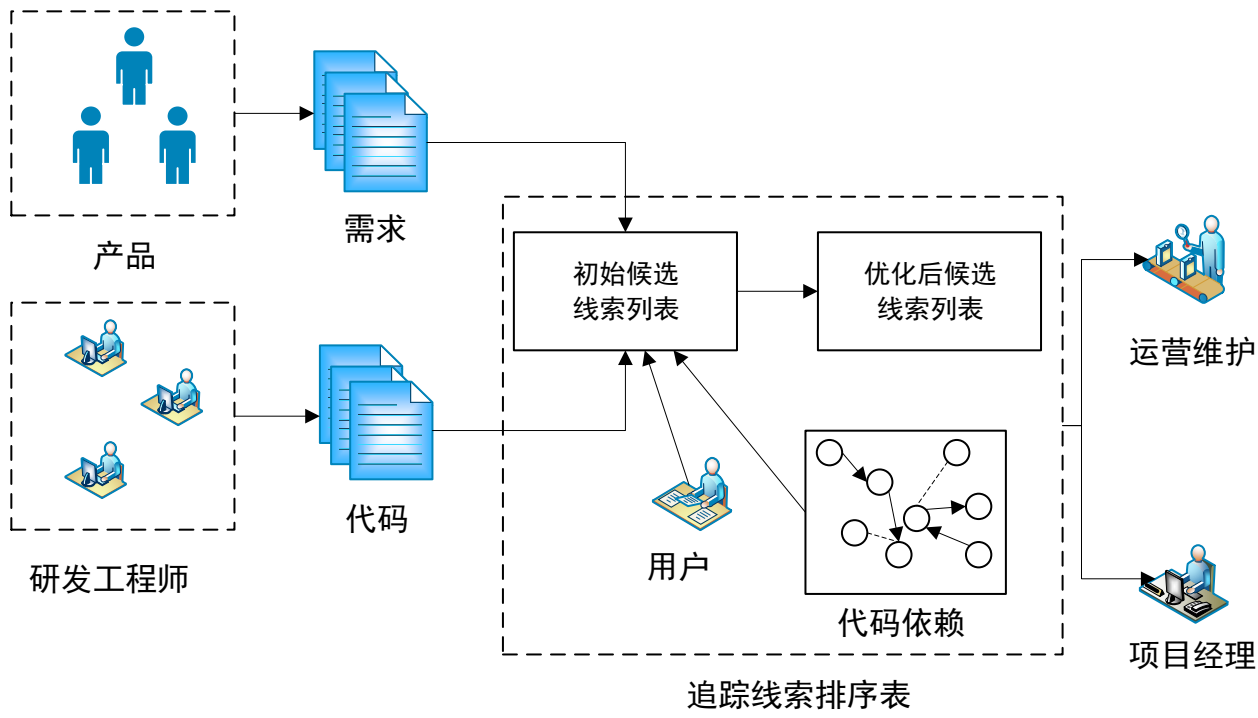 产品
需求
初始候选
线索列表
优化后候选
线索列表
运营维护
研发工程师
代码
用户
代码依赖
项目经理
追踪线索排序表